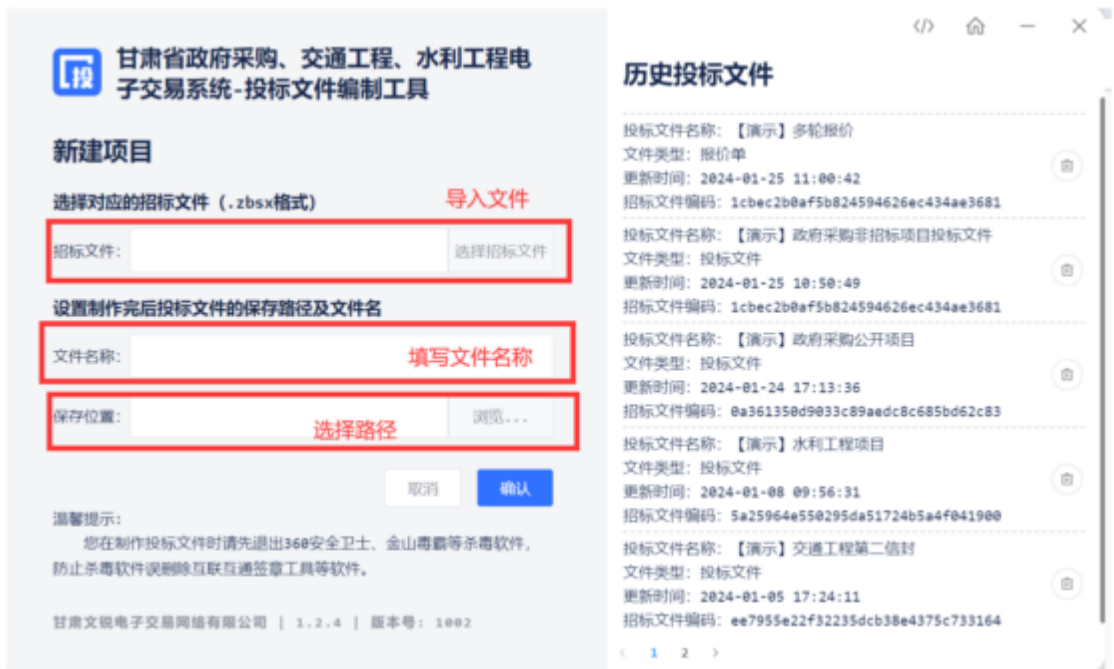 甘肃省政府采购、交通工程、水利工程电
子交易系统-投标文件编制工具
新建项目
选择对应的招标文件（.zbsx格式）
导入文件
招标文件：
选择招标文件
设置制作完后投标文件的保存路径及文件名
文件名称：
填写文件名称
保存位置：
选择路径
浏览...
取消
确认
温馨提示：
您在制作投标文件时请先退出360安全卫士、金山毒霸等杀毒软件，
防止杀毒软件误删除互联互通签章工具等软件。
甘肃文锐电子交易网络有限公司 | 1.2.4 | 版本号: 1002
历史投标文件
投标文件名称：【演示】多轮报价
文件类型：报价单
更新时间：2024-01-25 11:00:42
招标文件编码：1cbec2b0af5b824594626ec434ae3681
投标文件名称：【演示】政府采购非招标项目投标文件
文件类型：投标文件
更新时间：2024-01-25 10:50:49
招标文件编码：1cbec2b0af5b824594626ec434ae3681
投标文件名称：【演示】政府采购公开项目
文件类型：投标文件
更新时间：2024-01-24 17:13:36
招标文件编码：0a361350d9033c89aedc8c685bd62c83
投标文件名称：【演示】水利工程项目
文件类型：投标文件
更新时间：2024-01-08 09:56:31
招标文件编码：5a25964e550295da51724b5a4f041900
投标文件名称：【演示】交通工程第二信封
文件类型：投标文件
更新时间：2024-01-05 17:24:11
招标文件编码：ee7955e22f32235dcb38e4375c733164
< 1 2 >